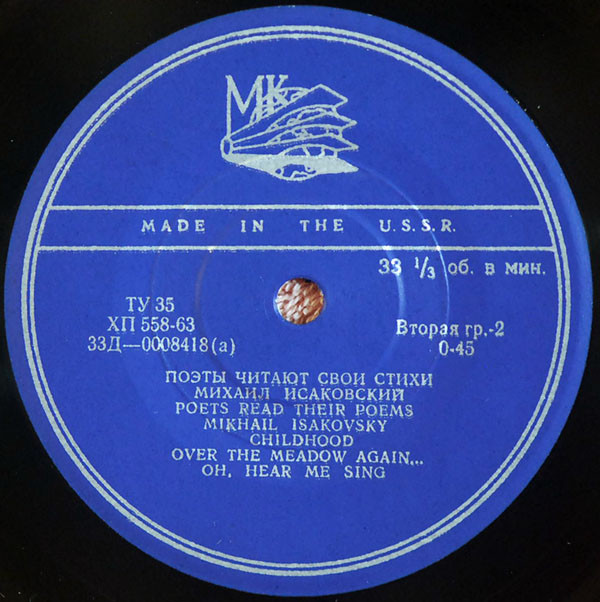 МК
MADE IN THE U.S.S.R.
33 1/3 об. в мин.
ТУ 35
ХП 558-63
33Д—0008418(а)
Вторая гр.-2
0-45
ПОЭТЫ ЧИТАЮТ СВОИ СТИХИ
МИХАИЛ ИСАКОВСКИЙ
POETS READ THEIR POEMS
MIKHAIL ISAKOVSKY
CHILDHOOD
OVER THE MEADOW AGAIN...
OH, HEAR ME SING